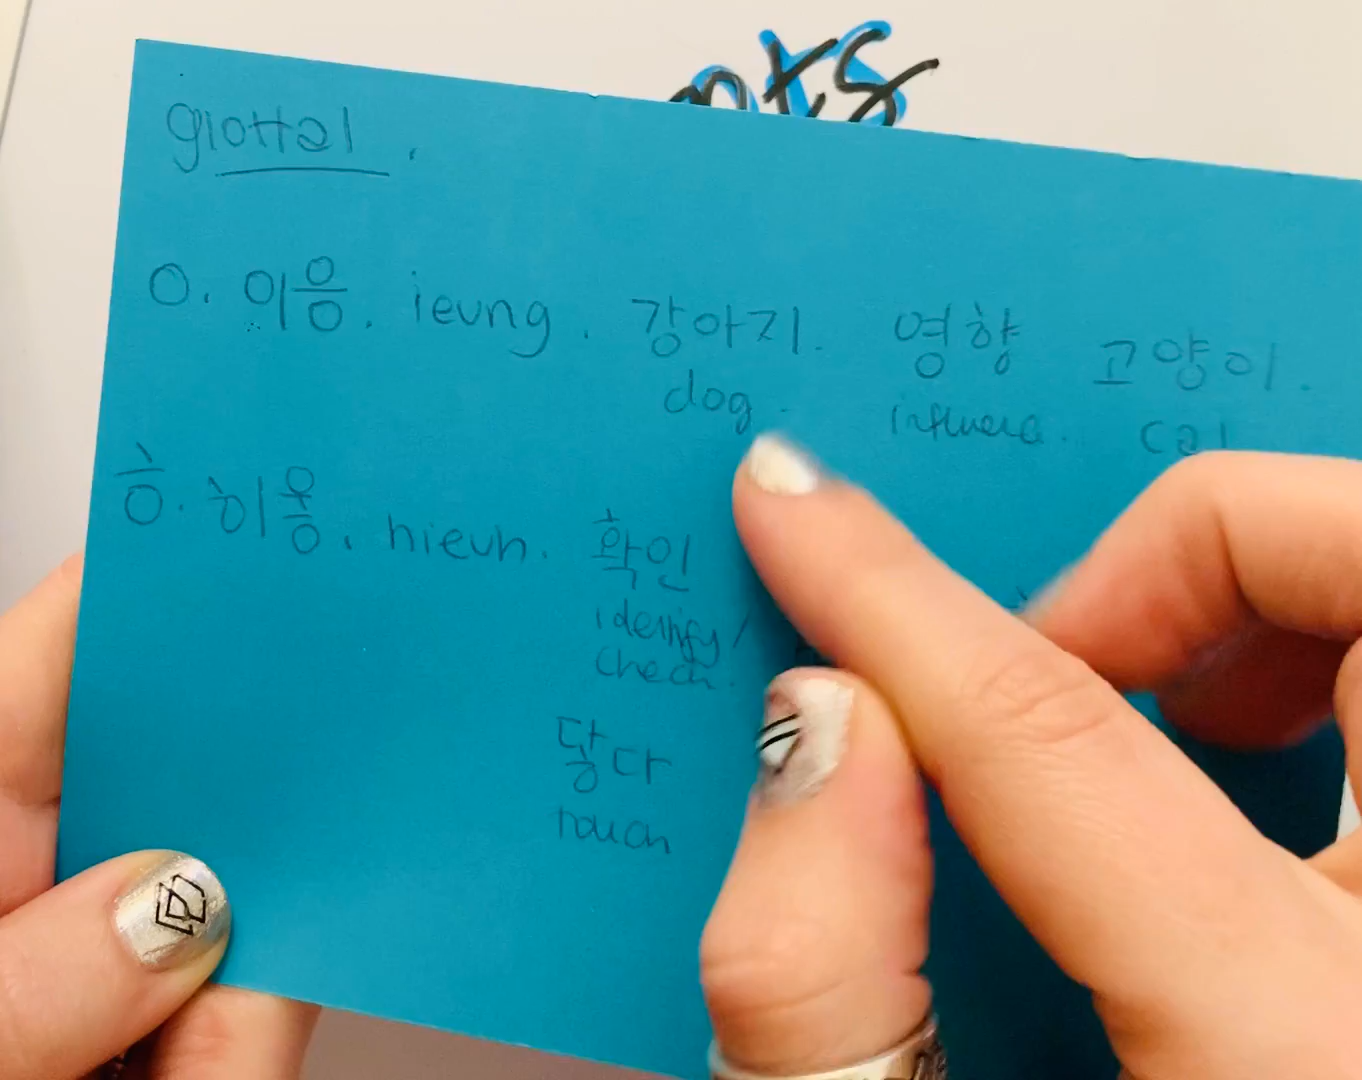 nts
glottal.
ㅇ. 이응. ieung. 강아지. 영향 고양이.
dog. influence. cat
ㅎ. 히읗. hieuh. 확인
identify/
check.
닿다
touch